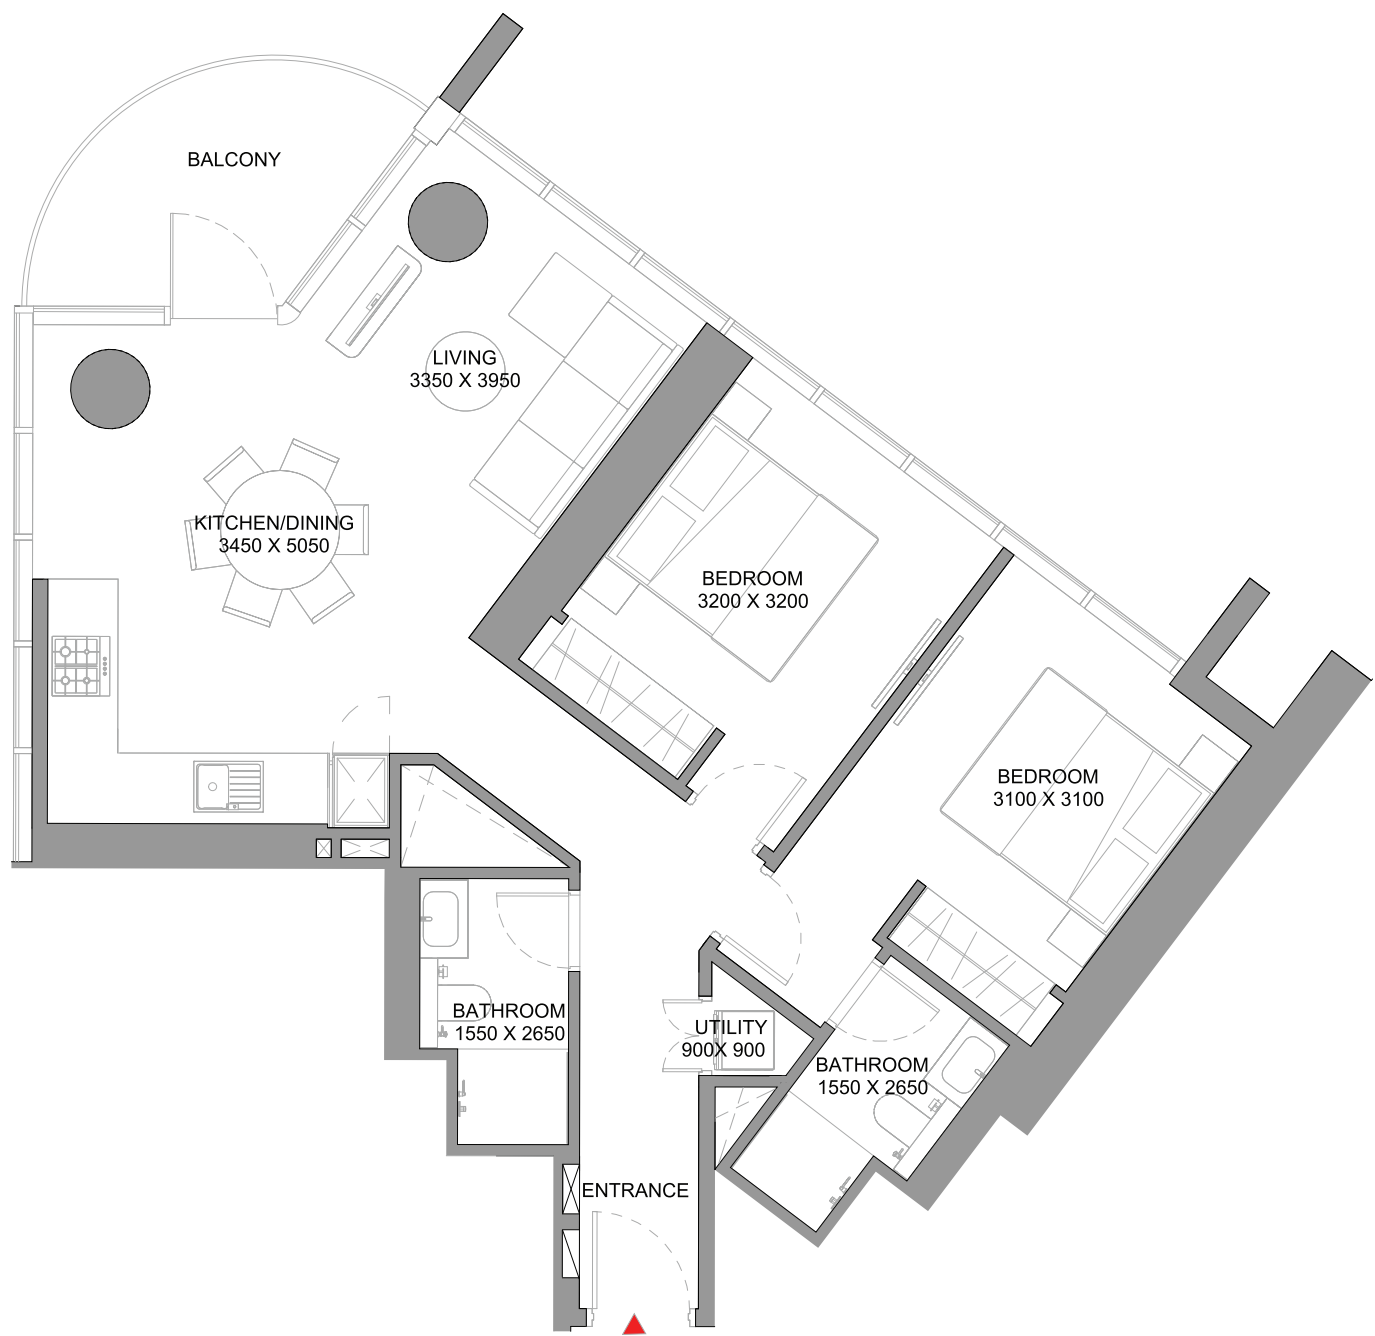 BALCONY
LIVING
3350 X 3950
KITCHEN/DINING
3450 X 5050
BEDROOM
3200 X 3200
BEDROOM
3100 X 3100
BATHROOM
1550 X 2650
UTILITY
900X 900
BATHROOM
1550 X 2650
ENTRANCE